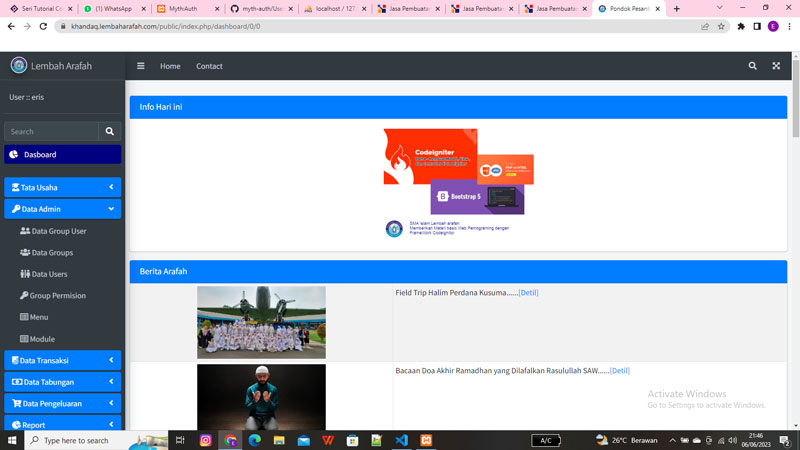 Seri Tutorial Co
(1) WhatsApp
MythAuth
myth-auth/Use
localhost / 127
Jasa Pembuata
Jasa Pembuata
Jasa Pembuata
Pondok Pesant
khandaq.lembaharafah.com/public/index.php/dashboard/0/0
Lembah Arafah
Home
Contact
User :: eris
Search
Dasboard
Tata Usaha
Data Admin
Data Group User
Data Groups
Data Users
Group Permision
Menu
Module
Data Transaksi
Data Tabungan
Data Pengeluaran
Report
Info Hari ini
CodeIgniter
Bootstrap 5
SMA Islam Lembah arafah
Memberikan Materi basic Web Pemograming dengan
Framework Codeigniter
Berita Arafah
Field Trip Halim Perdana Kusuma......[Detil]
Bacaan Doa Akhir Ramadhan yang Dilafalkan Rasulullah SAW......[Detil]
Activate Windows
Go to Settings to activate Windows.
Type here to search
A/C
26°C Berawan
21:46
06/06/2023